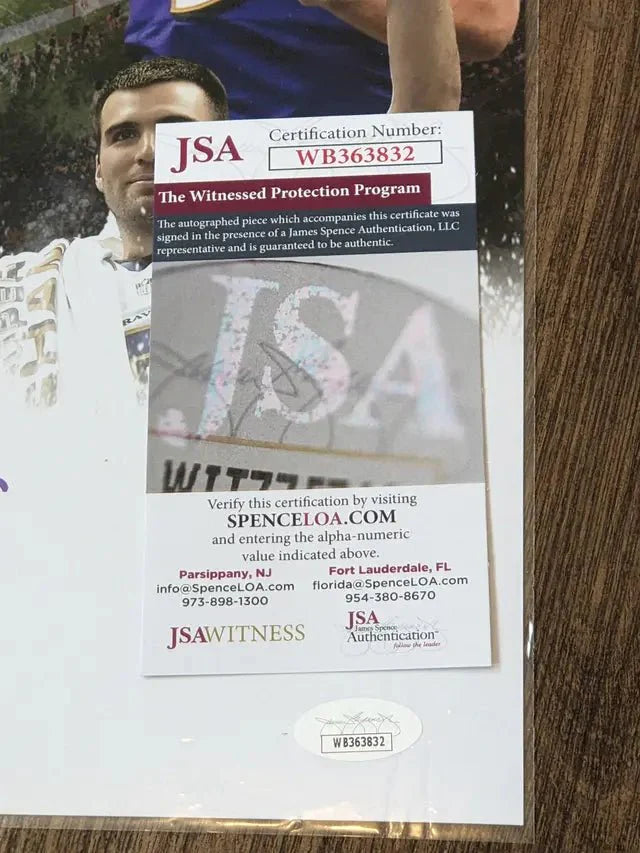 JSA
Certification Number:
WB363832
The Witnessed Protection Program
The autographed piece which accompanies this certificate was
signed in the presence of a James Spence Authentication, LLC
representative and is guaranteed to be authentic.
JSA
Verify this certification by visiting
SPENCELOA.COM
and entering the alpha-numeric
value indicated above.
Parsippany, NJ
info@SpenceLOA.com
973-898-1300
Fort Lauderdale, FL
florida@SpenceLOA.com
954-380-8670
JSAWITNESS
JSA
James Spence
Authentication
follow the leader
WB363832